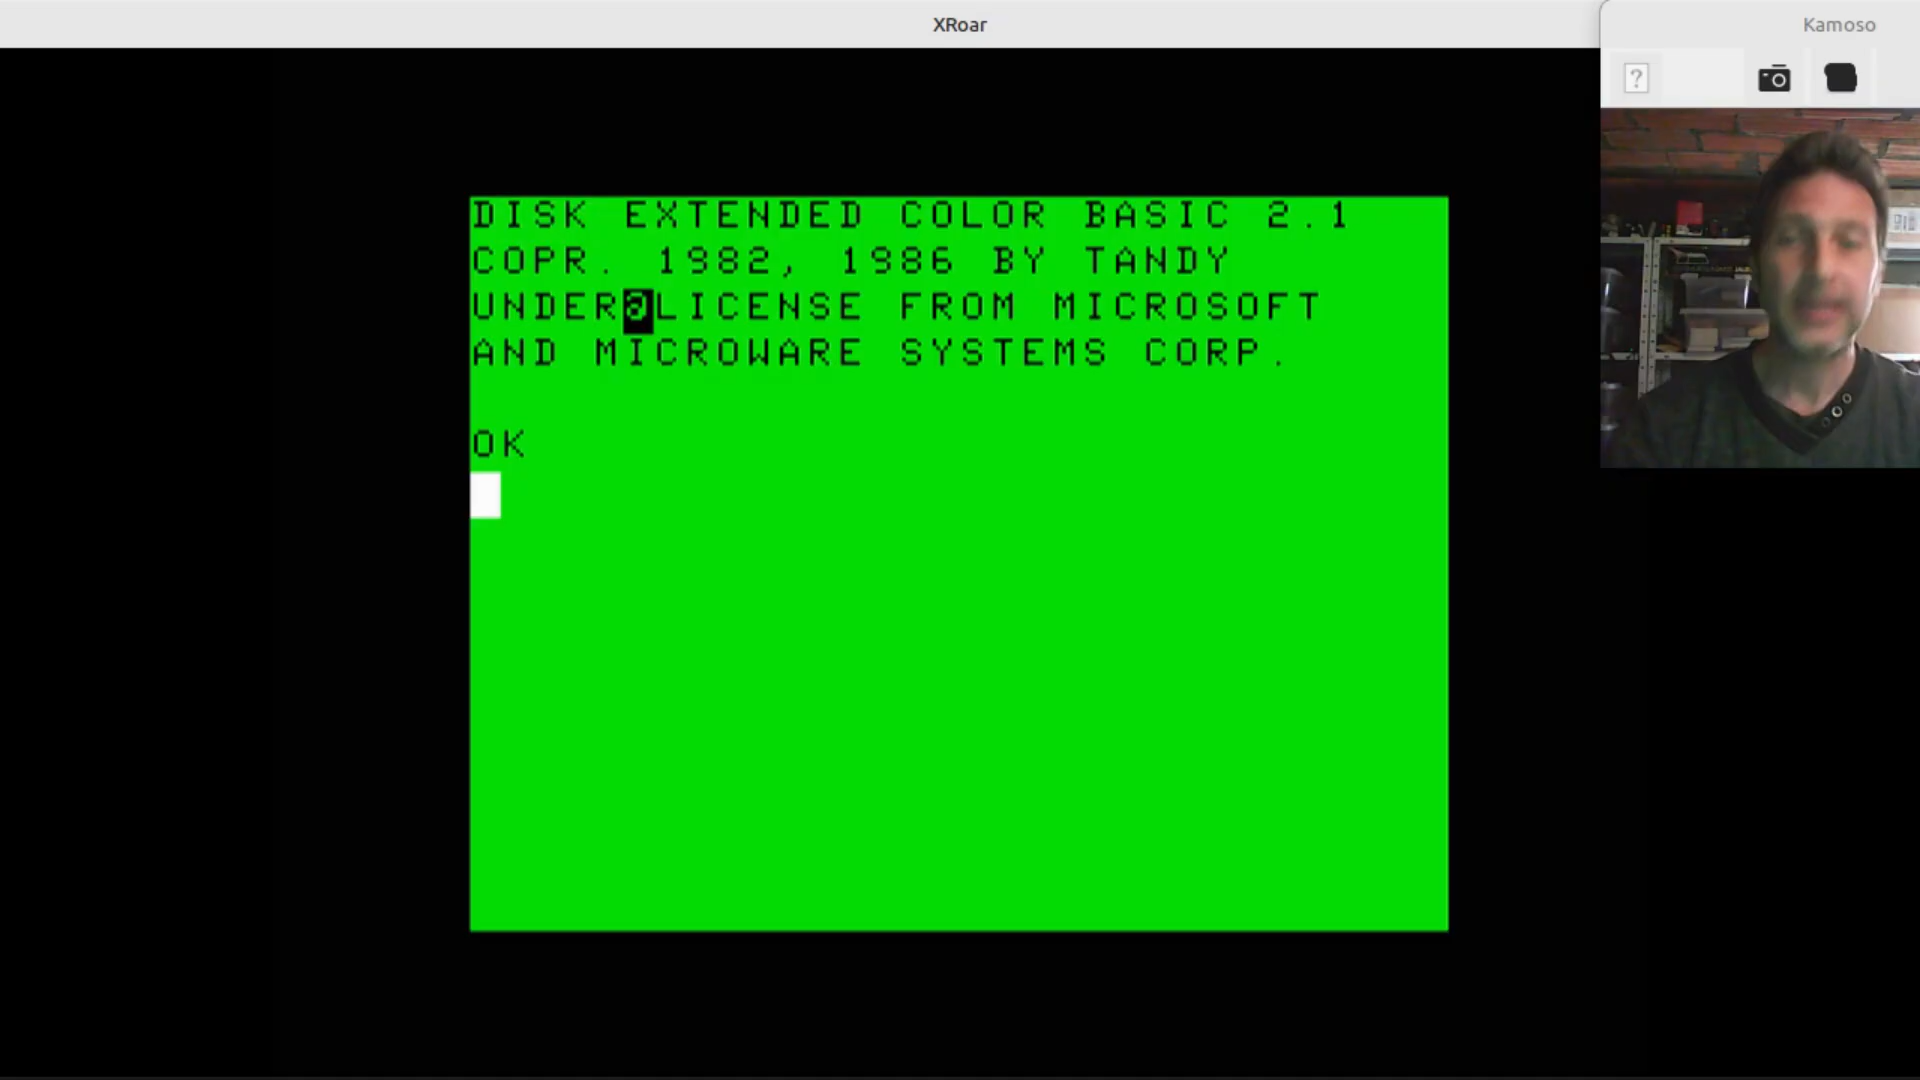 XRoar
Kamoso
?
DISK EXTENDED COLOR BASIC 2.1
COPR. 1982, 1986 BY TANDY
UNDER@LICENSE FROM MICROSOFT
AND MICROWARE SYSTEMS CORP.
OK